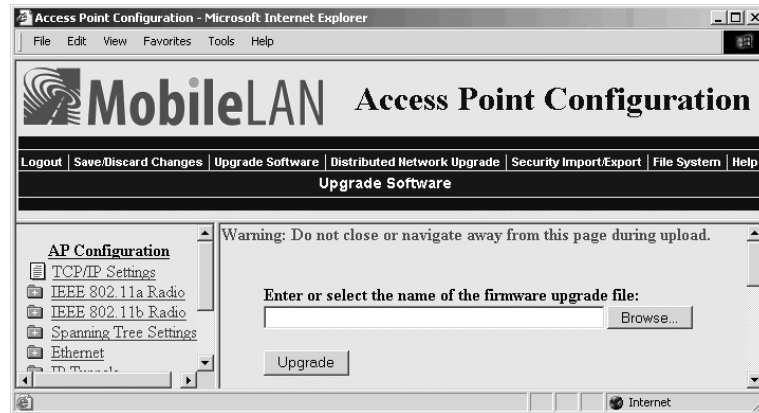 Access Point Configuration - Microsoft Internet Explorer
File Edit View Favorites Tools Help
MobileLAN Access Point Configuration
Logout | Save/Discard Changes | Upgrade Software | Distributed Network Upgrade | Security Import/Export | File System | Help
Upgrade Software
AP Configuration
TCP/IP Settings
IEEE 802.11a Radio
IEEE 802.11b Radio
Spanning Tree Settings
Ethernet
IP Tunnels
Warning: Do not close or navigate away from this page during upload.
Enter or select the name of the firmware upgrade file:
Browse...
Upgrade
Internet